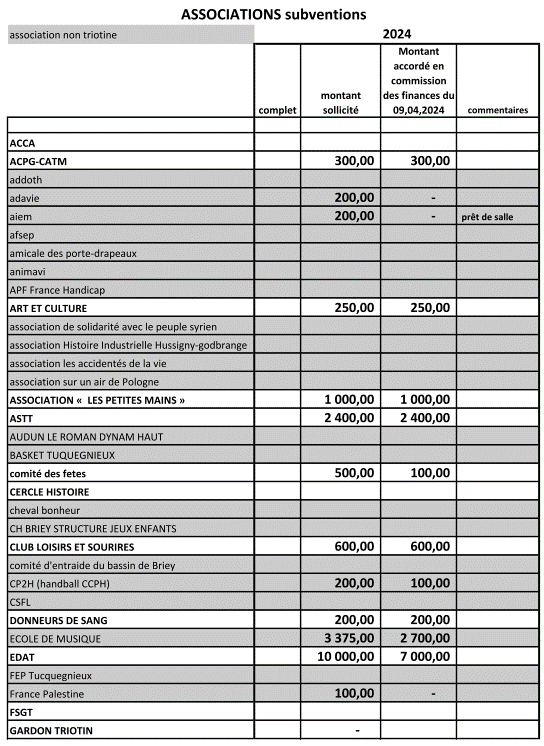 ASSOCIATIONS subventions
association non triotine
2024
complet
montant
sollicité
Montant
accordé en
commission
des finances du
09,04,2024
commentaires
ACCA
ACPG-CATM 300,00 300,00
addoth
adavie 200,00 -
aiem 200,00 - prêt de salle
afsep
amicale des porte-drapeaux
animavi
APF France Handicap
ART ET CULTURE 250,00 250,00
association de solidarité avec le peuple syrien
association Histoire Industrielle Hussigny-godbrange
association les accidentés de la vie
association sur un air de Pologne
ASSOCIATION « LES PETITES MAINS » 1 000,00 1 000,00
ASTT 2 400,00 2 400,00
AUDUN LE ROMAN DYNAM HAUT
BASKET TUQUEGNIEUX
comité des fetes 500,00 100,00
CERCLE HISTOIRE
cheval bonheur
CH BRIEY STRUCTURE JEUX ENFANTS
CLUB LOISIRS ET SOURIRES 600,00 600,00
comité d'entraide du bassin de Briey
CP2H (handball CCPH) 200,00 100,00
CSFL
DONNEURS DE SANG 200,00 200,00
ECOLE DE MUSIQUE 3 375,00 2 700,00
EDAT 10 000,00 7 000,00
FEP Tucquegnieux
France Palestine 100,00 -
FSGT
GARDON TRIOTIN -